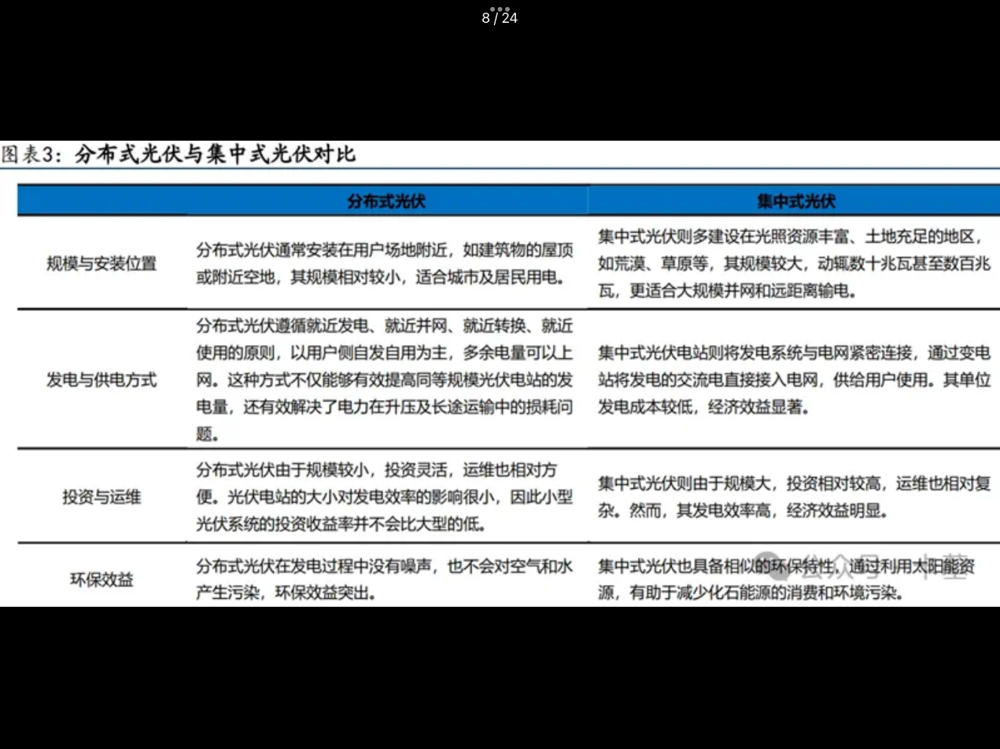 8 / 24
图表3：分布式光伏与集中式光伏对比
分布式光伏
集中式光伏
规模与安装位置
分布式光伏通常安装在用户场地附近，如建筑物的屋顶
或附近空地，其规模相对较小，适合城市及居民用电。
集中式光伏则多建设在光照资源丰富、土地充足的地区，
如荒漠、草原等，其规模较大，动辄数十兆瓦甚至数百兆
瓦，更适合大规模并网和远距离输电。
发电与供电方式
分布式光伏遵循就近发电、就近并网、就近转换、就近
使用的原则，以用户侧自发自用为主，多余电量可以上
网。这种方式不仅能够有效提高同等规模光伏电站的发
电量，还有效解决了电力在升压及长途运输中的损耗问
题。
集中式光伏电站则将发电系统与电网紧密连接，通过变电
站将发电的交流电直接接入电网，供给用户使用。其单位
发电成本较低，经济效益显著。
投资与运维
分布式光伏由于规模较小，投资灵活，运维也相对方
便。光伏电站的大小对发电效率的影响很小，因此小型
光伏系统的投资收益率并不会比大型的低。
集中式光伏则由于规模大，投资相对较高，运维也相对复
杂。然而，其发电效率高，经济效益明显。
环保效益
分布式光伏在发电过程中没有噪声，也不会对空气和水
产生污染，环保效益突出。
集中式光伏也具备相似的环保特性。通过利用太阳能资
源，有助于减少化石能源的消费和环境污染。
公众号